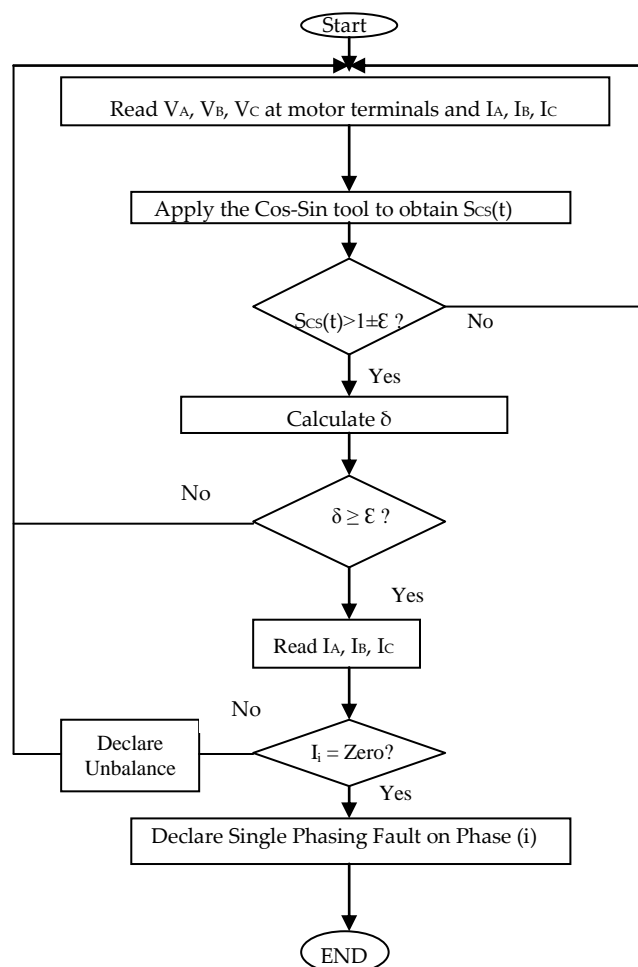 Start
Read VA, VB, VC at motor terminals and IA, IB, IC
Apply the Cos-Sin tool to obtain SCS(t)
SCS(t)>1±Ɛ ?
No
Yes
Calculate δ
No
δ ≥ Ɛ ?
Yes
Read IA, IB, IC
No
Declare
Unbalance
Ii = Zero?
Yes
Declare Single Phasing Fault on Phase (i)
END